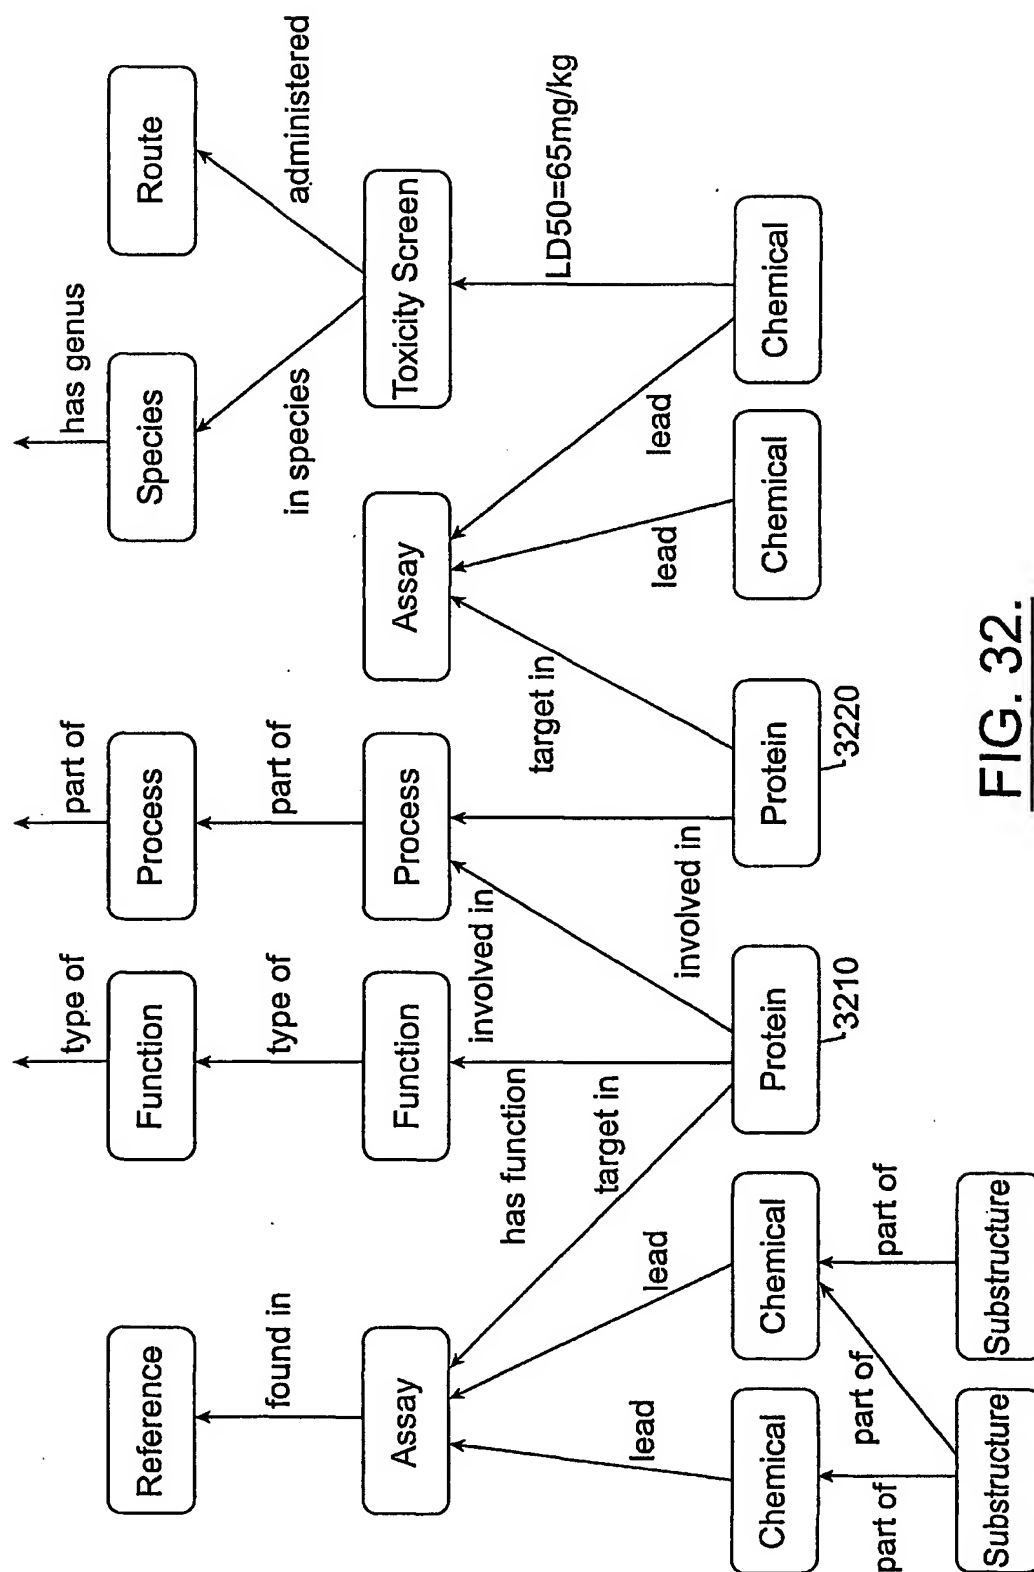 has genus
type of
part of
Reference
Function
Process
Species
Route
found in
type of
part of
in species
administered
Assay
Function
Process
Assay
Toxicity Screen
has function
involved in
target in
target in
LD50=65mg/kg
lead
lead
involved in
lead
lead
Chemical
Chemical
Protein
Protein
Chemical
Chemical
3210
3220
part of
part of
part of
Substructure
Substructure
FIG. 32.